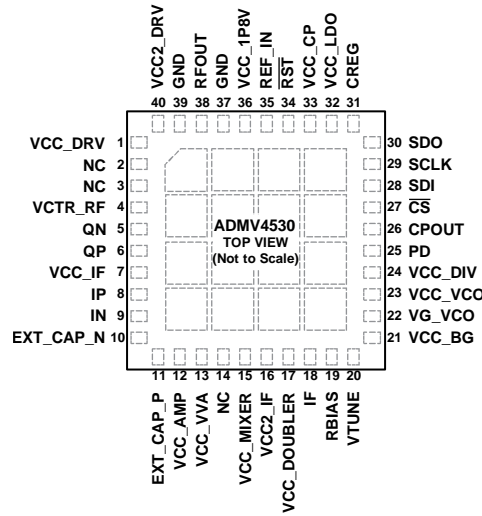 VCC2_DRV
GND
RFOUT
GND
VCC_1P8V
REF_IN
RST
VCC_CP
VCC_LDO
CREG
40 39 38 37 36 35 34 33 32 31
VCC_DRV 1
NC 2
NC 3
VCTR_RF 4
QN 5
QP 6
VCC_IF 7
IP 8
IN 9
EXT_CAP_N 10
ADMV4530
TOP VIEW
(Not to Scale)
30 SDO
29 SCLK
28 SDI
27 CS
26 CPOUT
25 PD
24 VCC_DIV
23 VCC_VCO
22 VG_VCO
21 VCC_BG
11 12 13 14 15 16 17 18 19 20
EXT_CAP_P
VCC_AMP
VCC_VVA
NC
VCC_MIXER
VCC2_IF
VCC_DOUBLER
IF
RBIAS
VTUNE